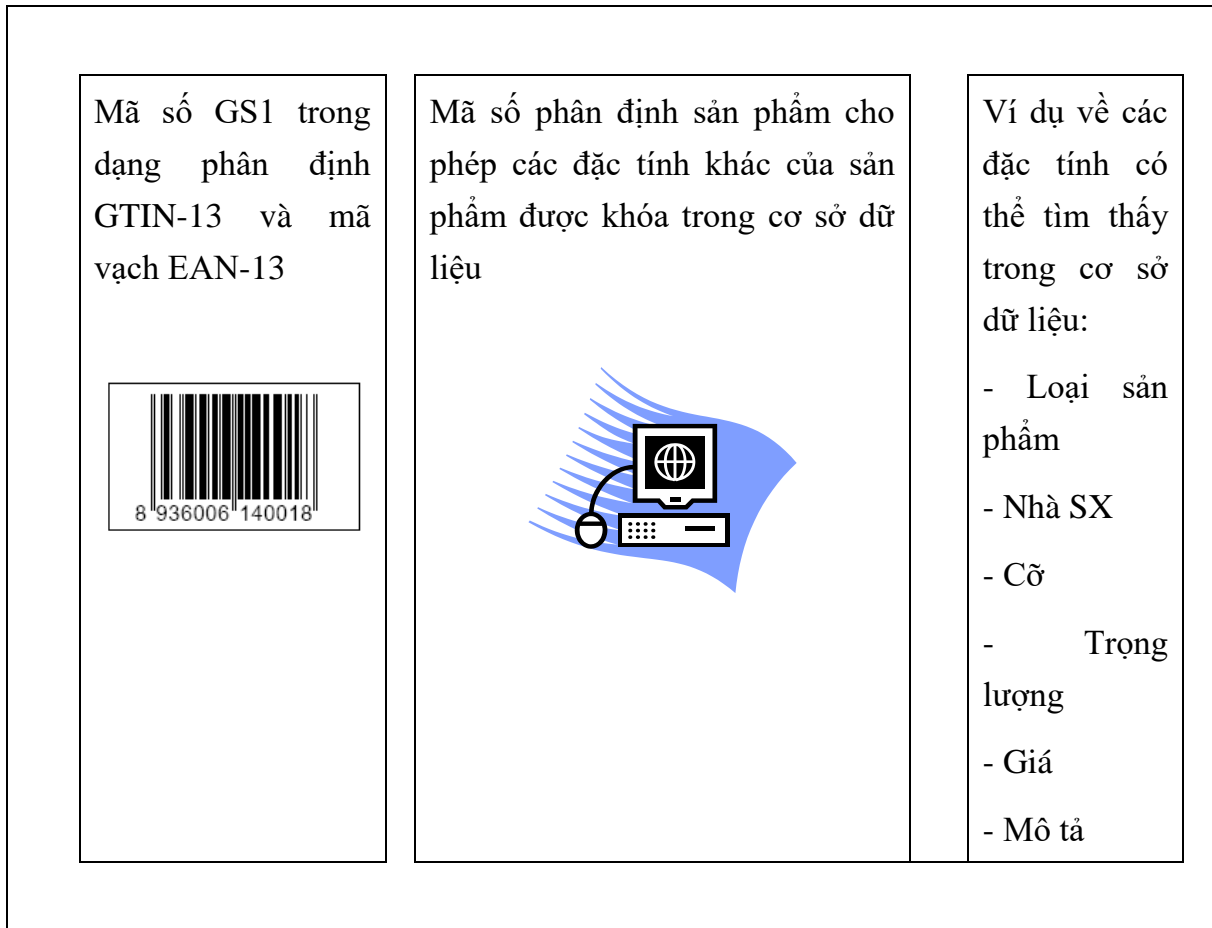 Mã số GS1 trong
dạng phân định
GTIN-13 và mã
vạch EAN-13
8 936006 140018
Mã số phân định sản phẩm cho
phép các đặc tính khác của sản
phẩm được khóa trong cơ sở dữ
liệu
Ví dụ về các
đặc tính có
thể tìm thấy
trong cơ sở
dữ liệu:
- Loại sản
phẩm
- Nhà SX
- Cỡ
- Trọng
lượng
- Giá
- Mô tả